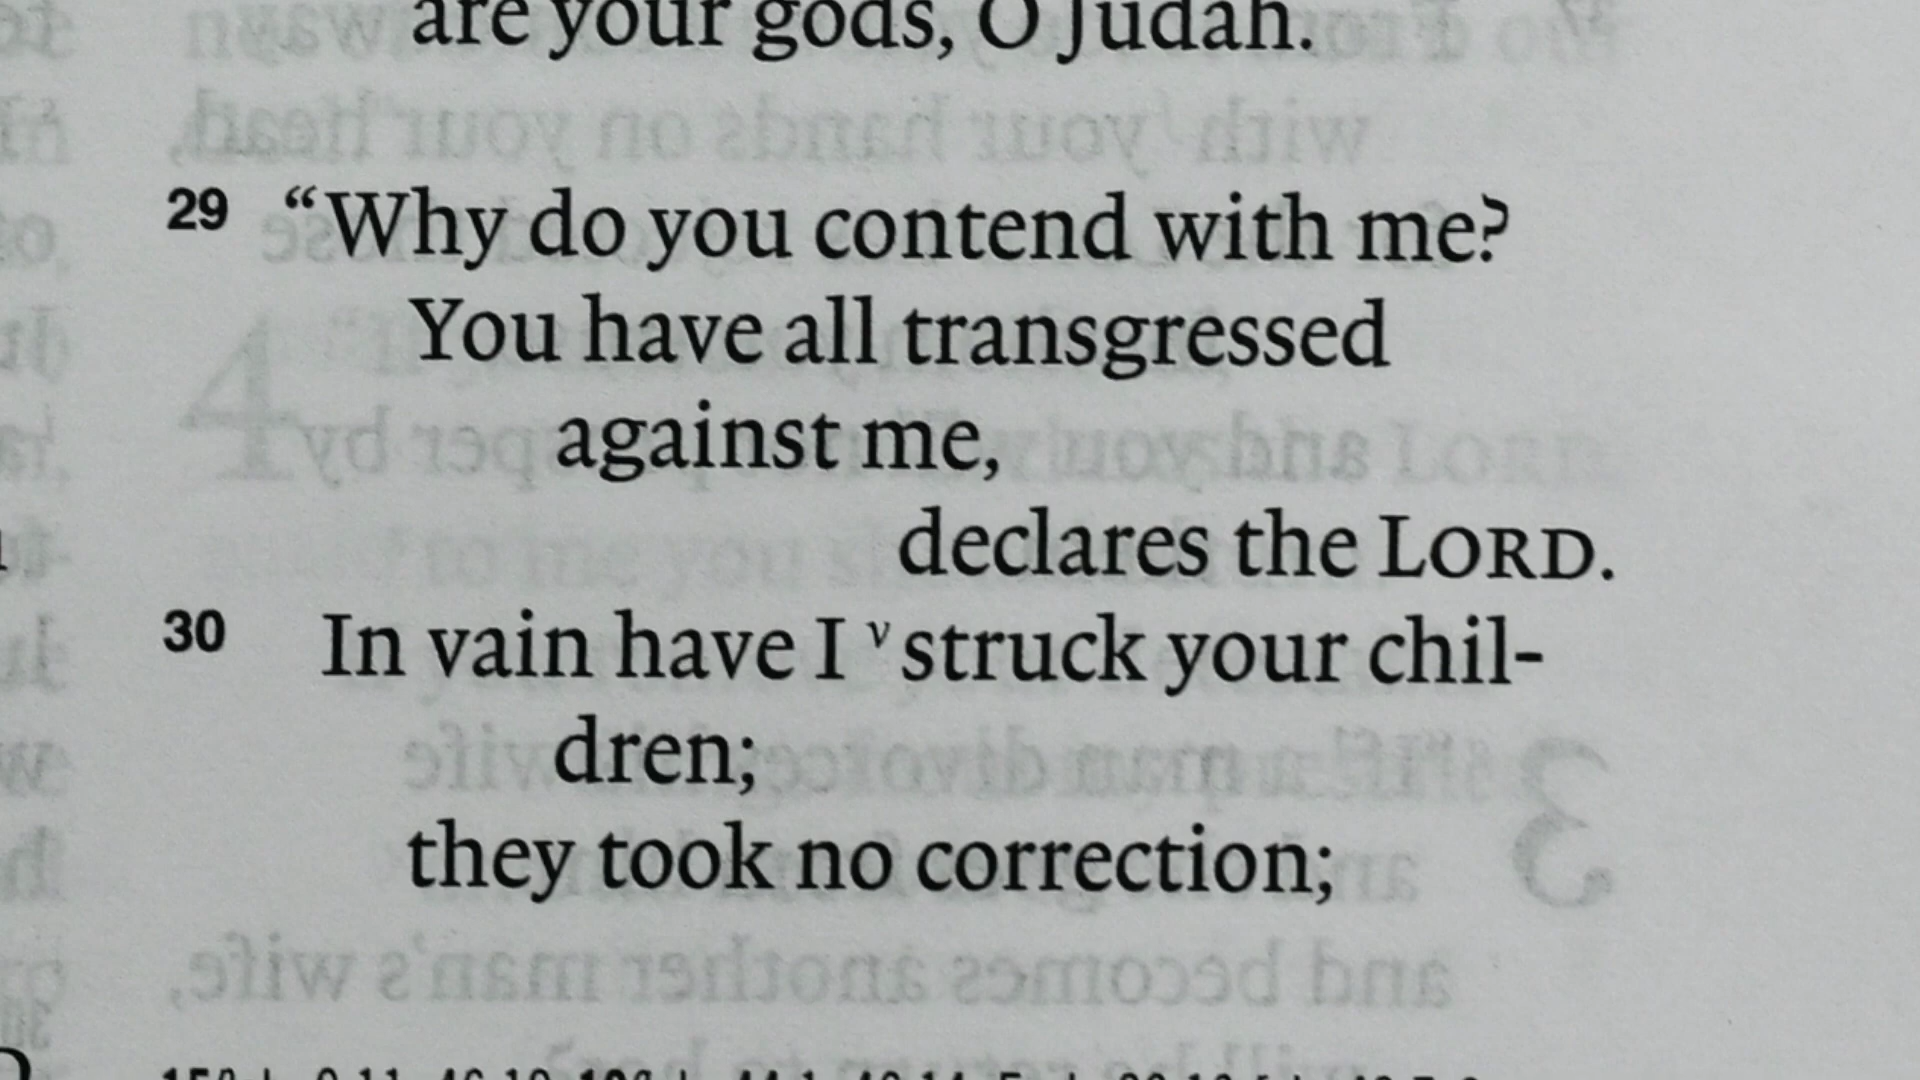 are your gods, O Judah.
29 “Why do you contend with me?
You have all transgressed
against me,
declares the LORD.
30 In vain have I v struck your chil-
dren;
they took no correction;